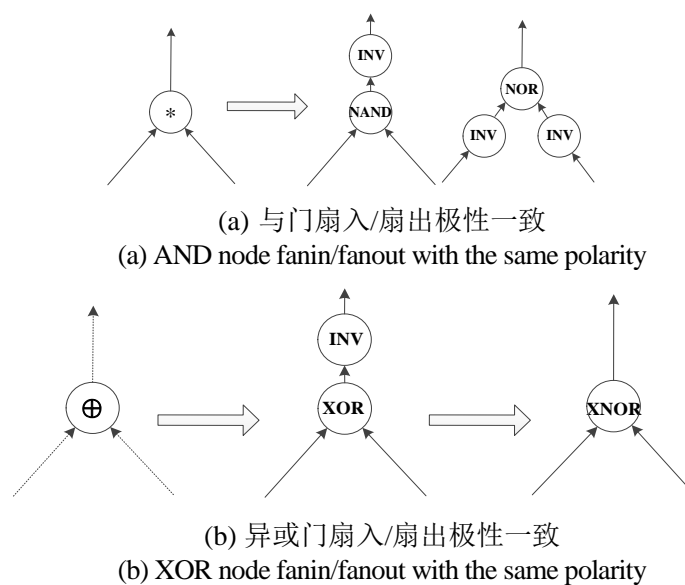 INV
* NAND NOR INV INV
(a) 与门扇入/扇出极性一致
(a) AND node fanin/fanout with the same polarity
INV
⊕ XOR XNOR
(b) 异或门扇入/扇出极性一致
(b) XOR node fanin/fanout with the same polarity